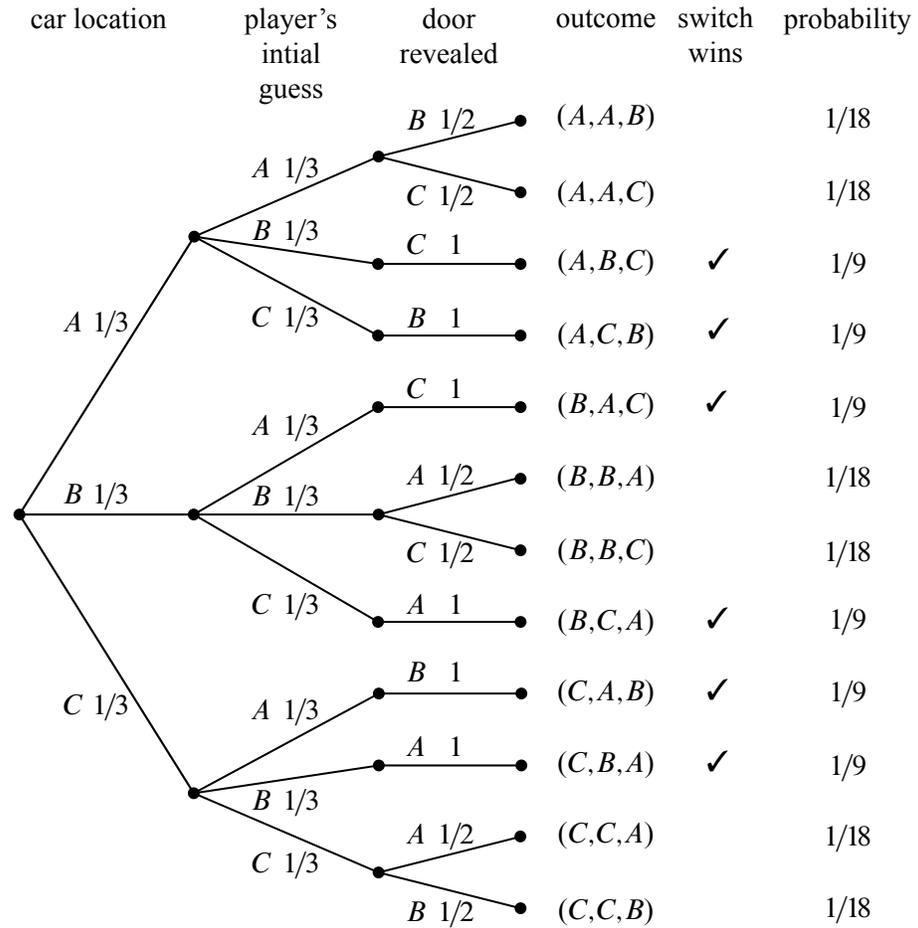 car location player’s door outcome switch probability
intial revealed wins
guess
B 1/2 (A,A,B) 1/18
A 1/3
C 1/2 (A,A,C) 1/18
B 1/3 C 1 (A,B,C) ✓ 1/9
A 1/3 C 1/3 B 1 (A,C,B) ✓ 1/9
C 1 (B,A,C) ✓ 1/9
A 1/3
A 1/2 (B,B,A) 1/18
B 1/3 B 1/3
C 1/2 (B,B,C) 1/18
C 1/3 A 1 (B,C,A) ✓ 1/9
B 1 (C,A,B) ✓ 1/9
C 1/3 A 1/3
A 1 (C,B,A) ✓ 1/9
B 1/3
A 1/2 (C,C,A) 1/18
C 1/3
B 1/2 (C,C,B) 1/18